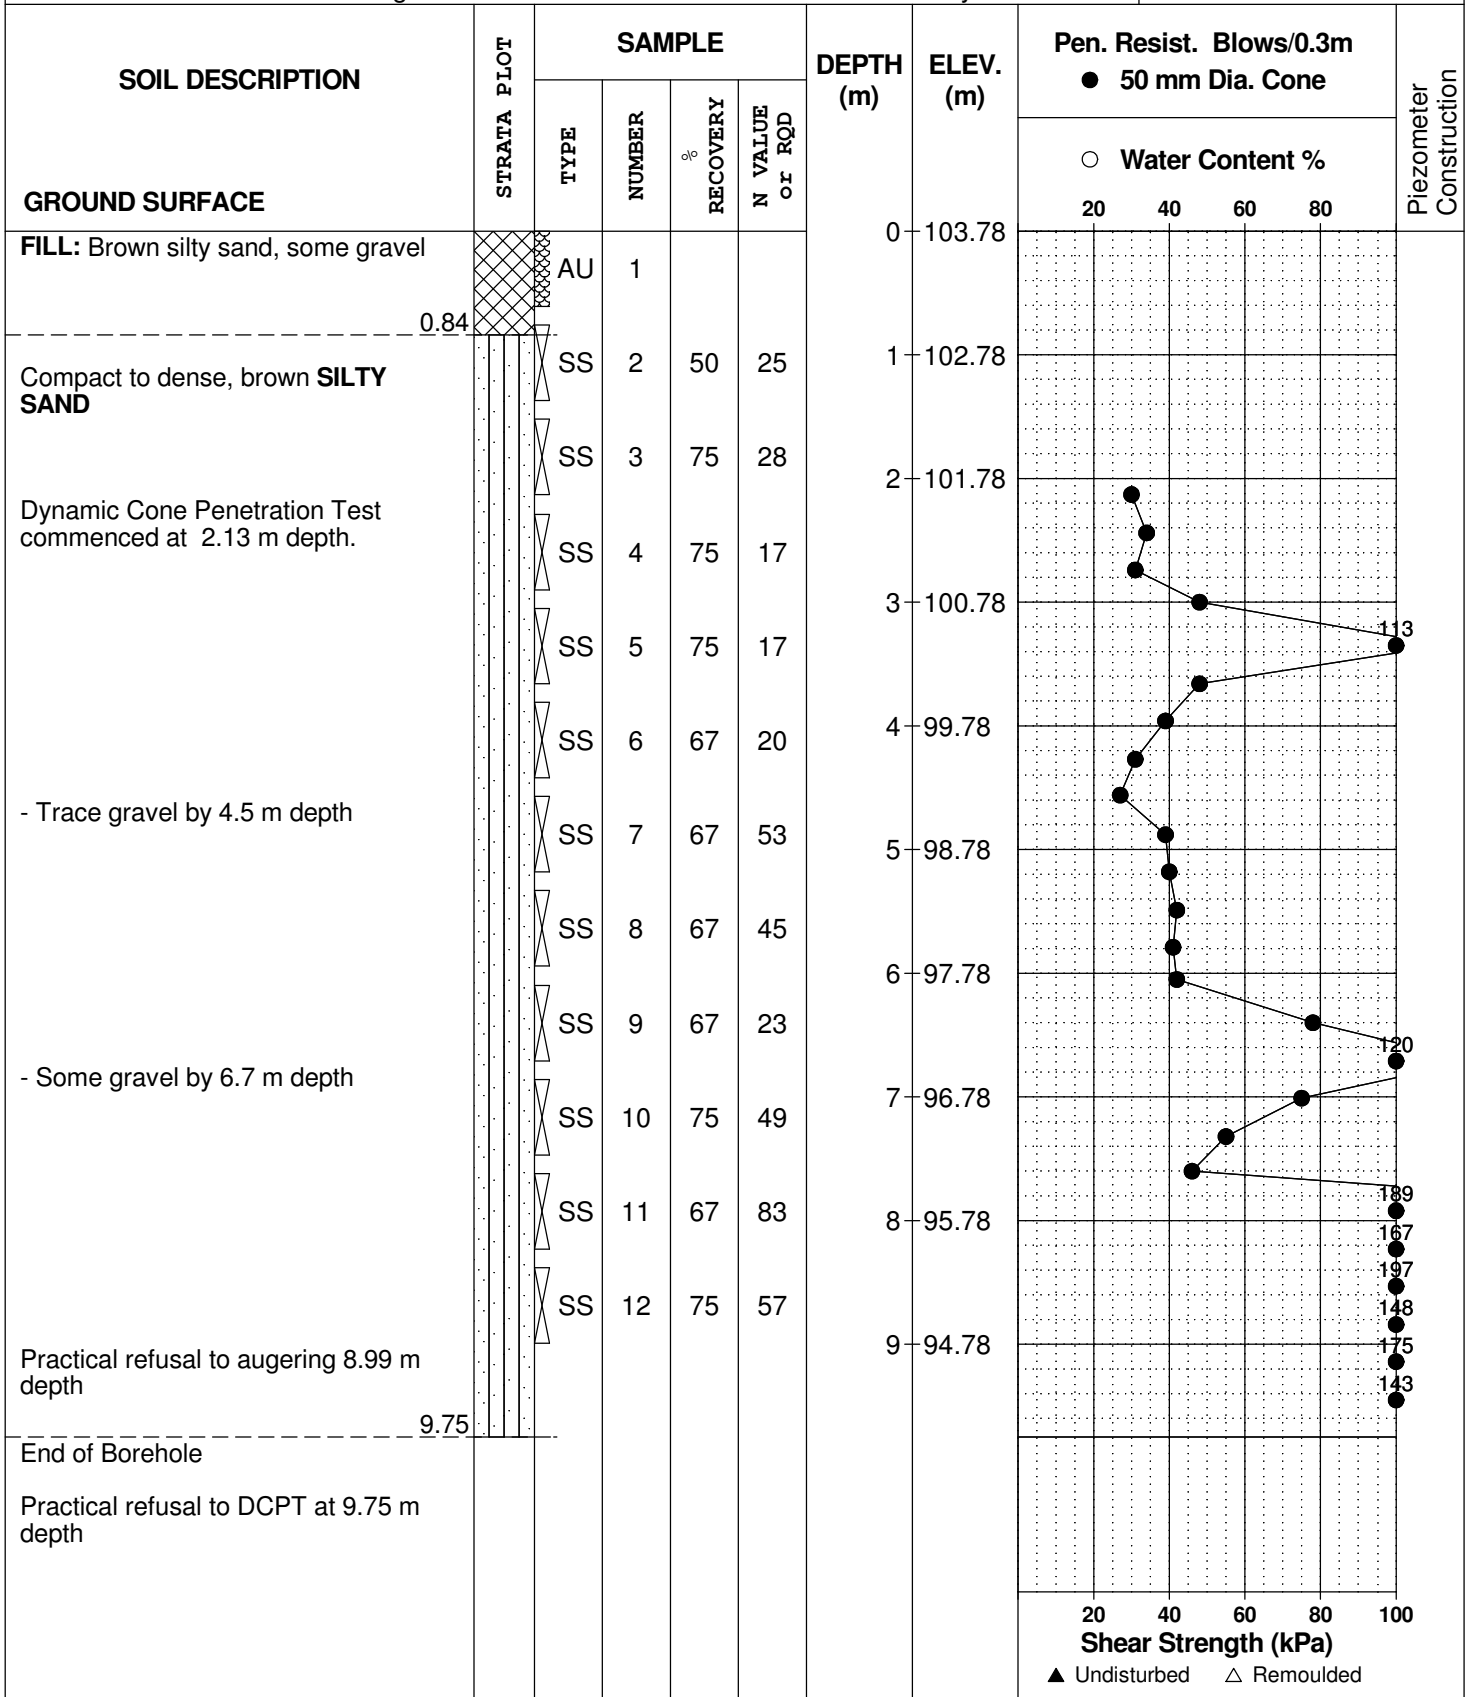 SOIL DESCRIPTION
GROUND SURFACE
STRATA PLOT
SAMPLE
TYPE
NUMBER
% RECOVERY
N VALUE or RQD
DEPTH (m)
ELEV. (m)
Pen. Resist. Blows/0.3m
● 50 mm Dia. Cone
○ Water Content %
20 40 60 80
Piezometer Construction
FILL: Brown silty sand, some gravel
0.84
Compact to dense, brown SILTY
SAND
Dynamic Cone Penetration Test
commenced at 2.13 m depth.
- Trace gravel by 4.5 m depth
- Some gravel by 6.7 m depth
Practical refusal to augering 8.99 m
depth
9.75
End of Borehole
Practical refusal to DCPT at 9.75 m
depth
AU 1
SS 2 50 25
SS 3 75 28
SS 4 75 17
SS 5 75 17
SS 6 67 20
SS 7 67 53
SS 8 67 45
SS 9 67 23
SS 10 75 49
SS 11 67 83
SS 12 75 57
0 103.78
1 102.78
2 101.78
3 100.78
4 99.78
5 98.78
6 97.78
7 96.78
8 95.78
9 94.78
113
120
189
167
197
148
175
143
20 40 60 80 100
Shear Strength (kPa)
▲ Undisturbed △ Remoulded